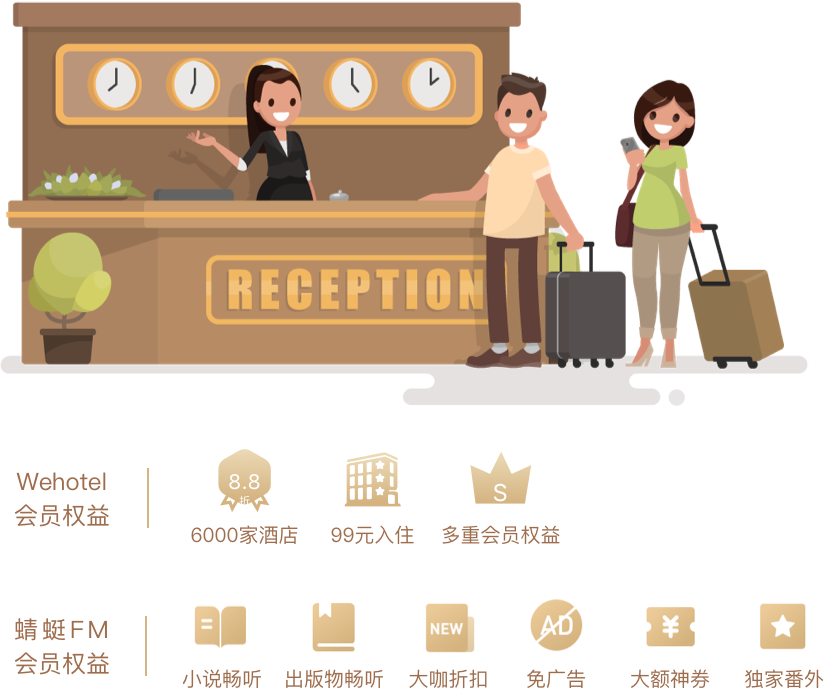 RECEPTION
Wehotel
会员权益
8.8
折
S
6000家酒店
99元入住
多重会员权益
蜻蜓FM
会员权益
NEW
AD
¥
小说畅听
出版物畅听
大咖折扣
免广告
大额神券
独家番外